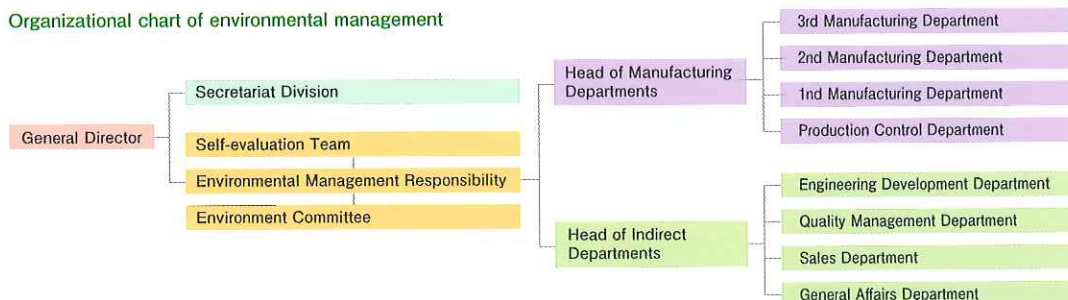 Organizational chart of environmental management
General Director
Secretariat Division
Self-evaluation Team
Environmental Management Responsibility
Environment Committee
Head of Manufacturing
Departments
3rd Manufacturing Department
2nd Manufacturing Department
1nd Manufacturing Department
Production Control Department
Head of Indirect
Departments
Engineering Development Department
Quality Management Department
Sales Department
General Affairs Department